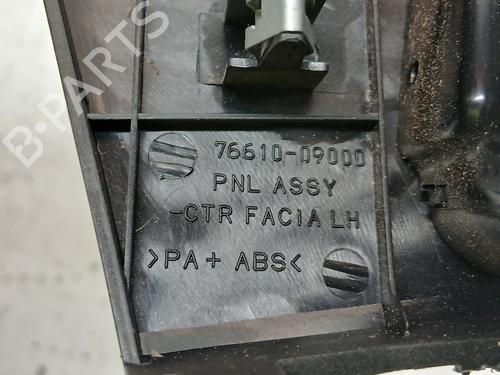 B-PARTS
76610-09000
PNL ASSY
-CTR FACIA LH
>PA+ ABS<